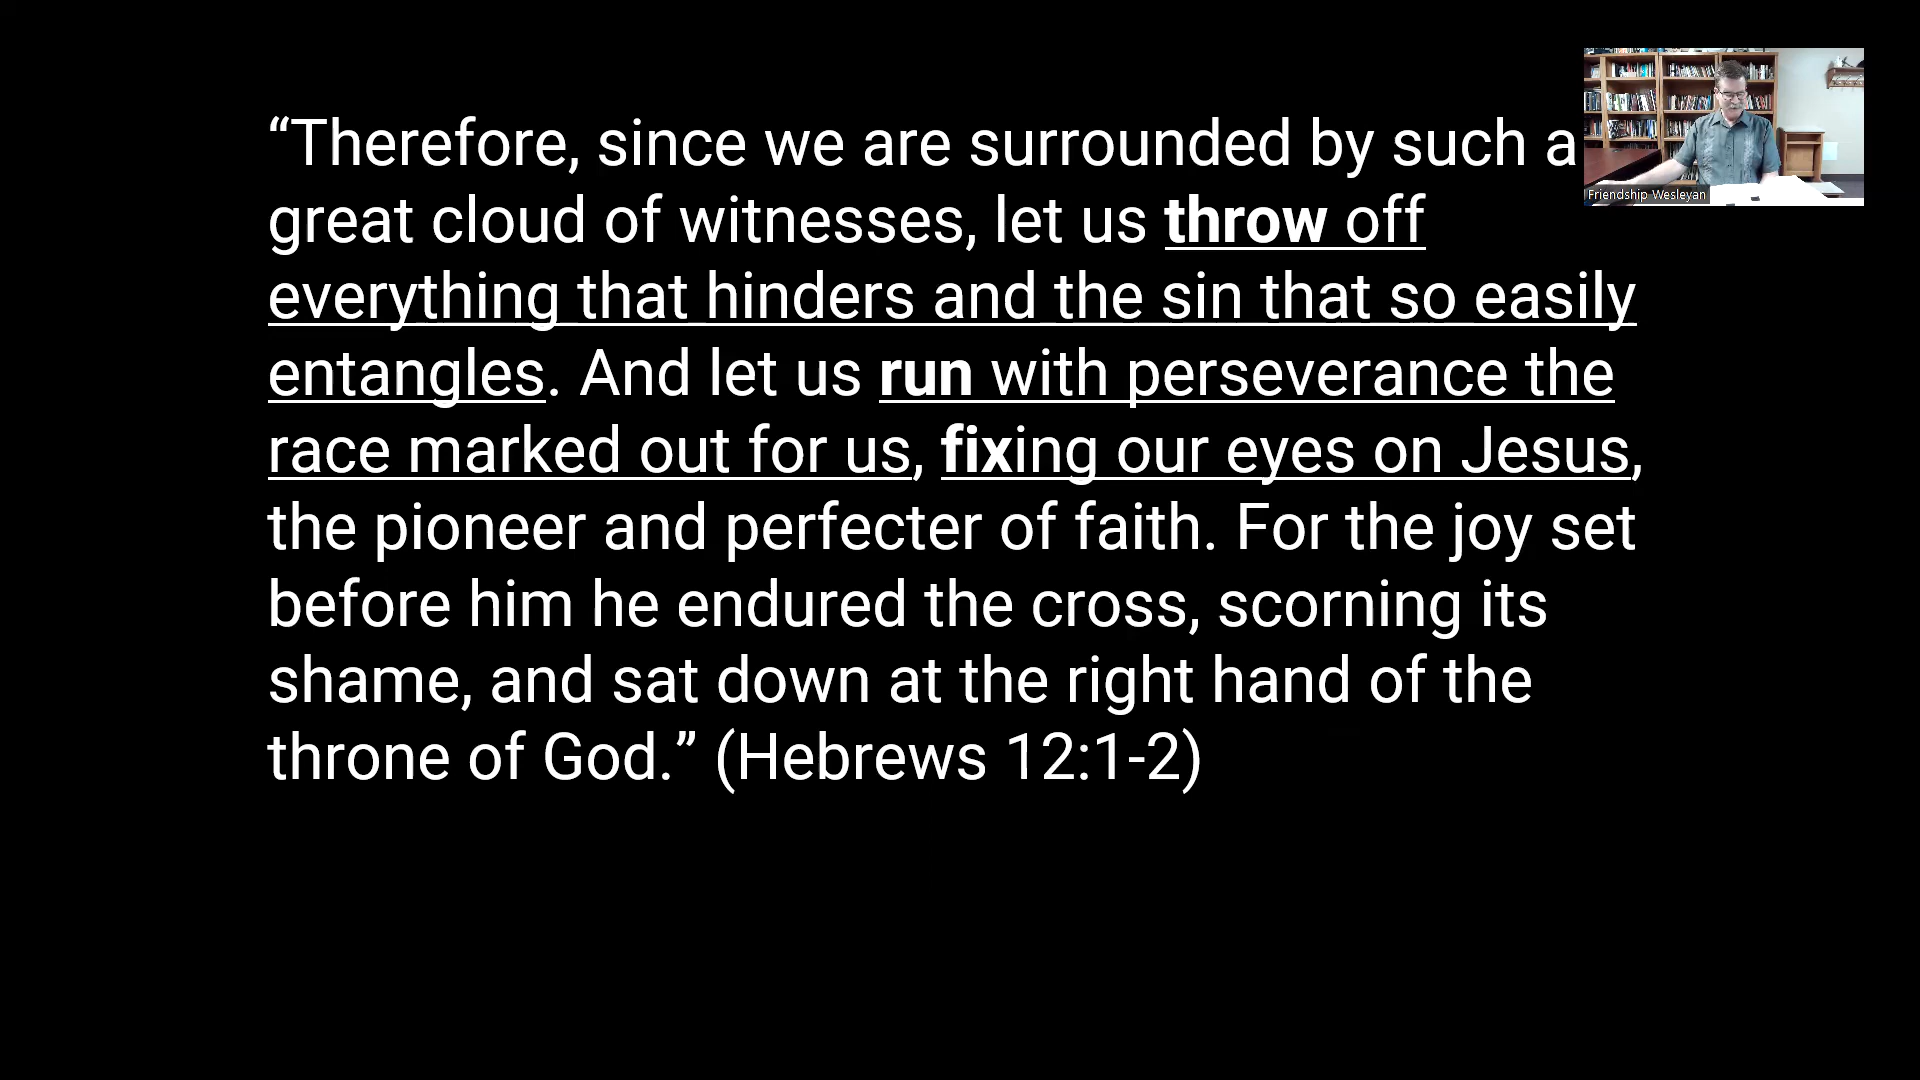 “Therefore, since we are surrounded by such a
great cloud of witnesses, let us throw off
everything that hinders and the sin that so easily
entangles. And let us run with perseverance the
race marked out for us, fixing our eyes on Jesus,
the pioneer and perfecter of faith. For the joy set
before him he endured the cross, scorning its
shame, and sat down at the right hand of the
throne of God.” (Hebrews 12:1-2)
Friendship Wesleyan